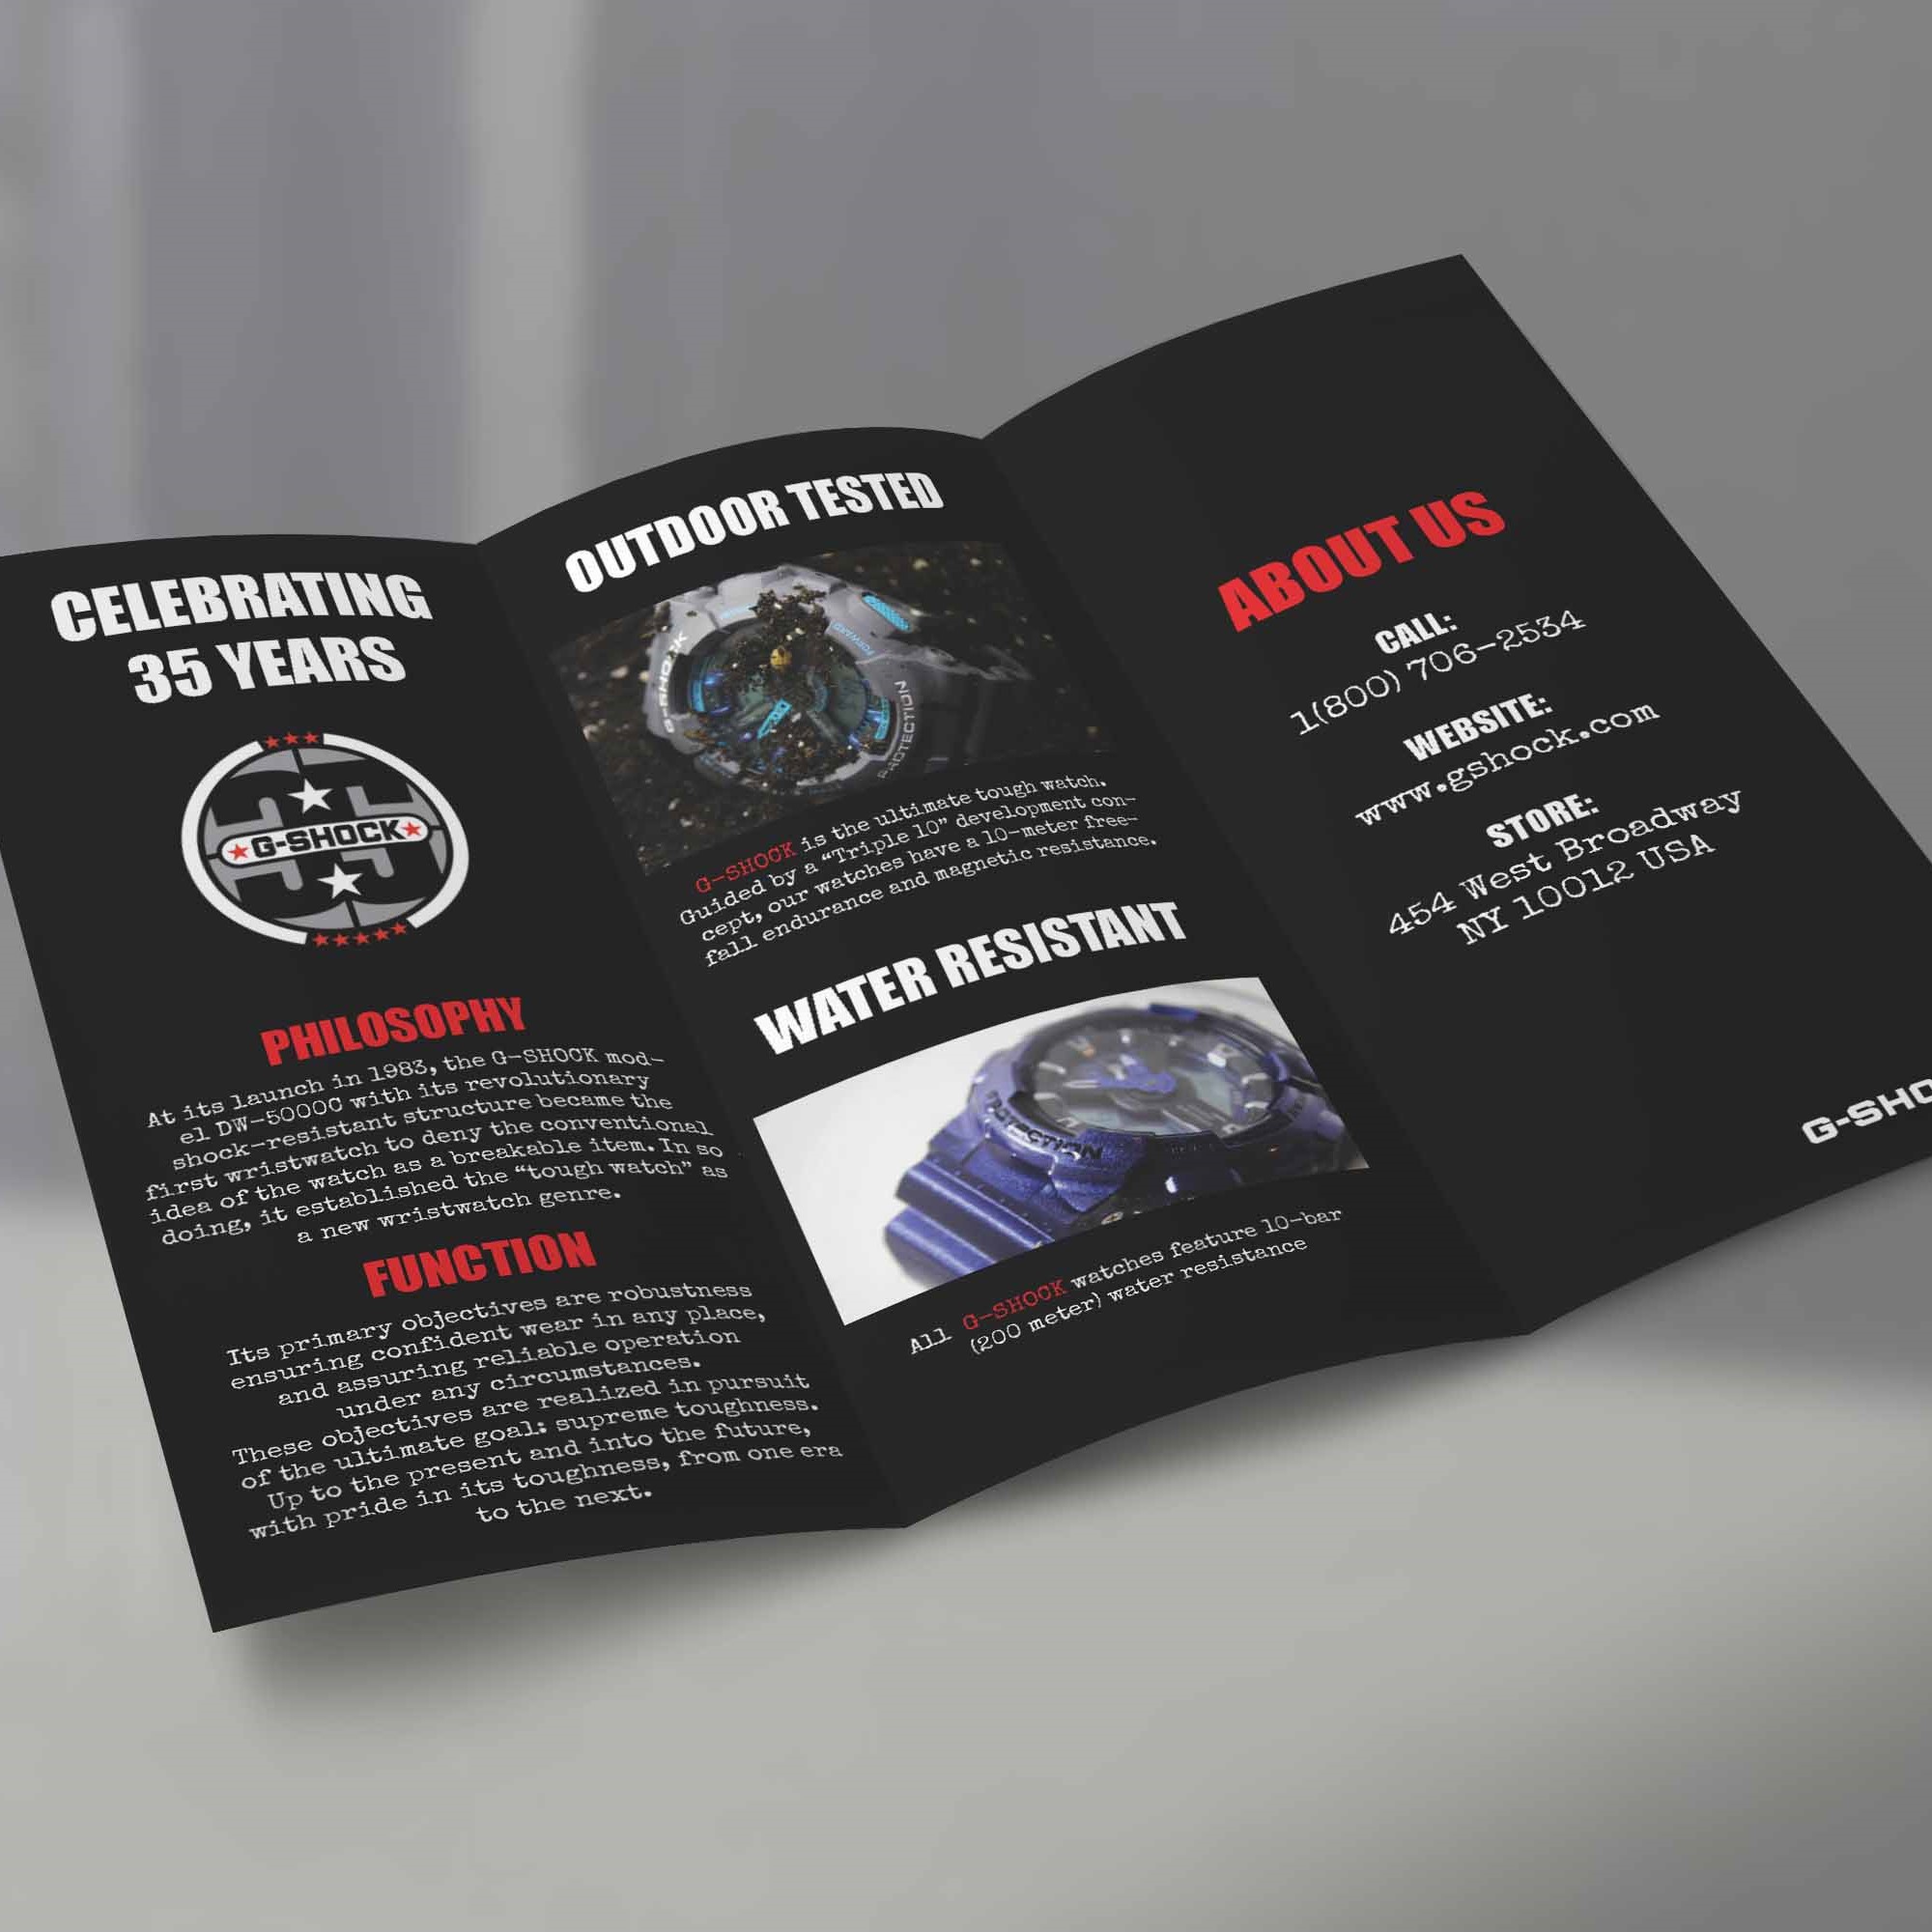 CELEBRATING
35 YEARS
G-SHOCK
PHILOSOPHY
At its launch in 1983, the G-SHOCK mod-
el DW-5000C with its revolutionary
shock-resistant structure became the
first wristwatch to deny the conventional
idea of the watch as a breakable item. In so
doing, it established the “tough watch” as
a new wristwatch genre.
FUNCTION
Its primary objectives are robustness
ensuring confident wear in any place,
and assuring reliable operation
under any circumstances.
These objectives are realized in pursuit
of the ultimate goal: supreme toughness.
Up to the present and into the future,
with pride in its toughness, from one era
to the next.
OUTDOOR TESTED
G-SHOCK
FORWARD
PROTECTION
G-SHOCK is the ultimate tough watch.
Guided by a “Triple 10” development con-
cept, our watches have a 10-meter free-
fall endurance and magnetic resistance.
WATER RESISTANT
PROTECTION
All G-SHOCK watches feature 10-bar
(200 meter) water resistance
ABOUT US
CALL:
1(800) 706-2534
WEBSITE:
www.gshock.com
STORE:
454 West Broadway
NY 10012 USA
G-SHO